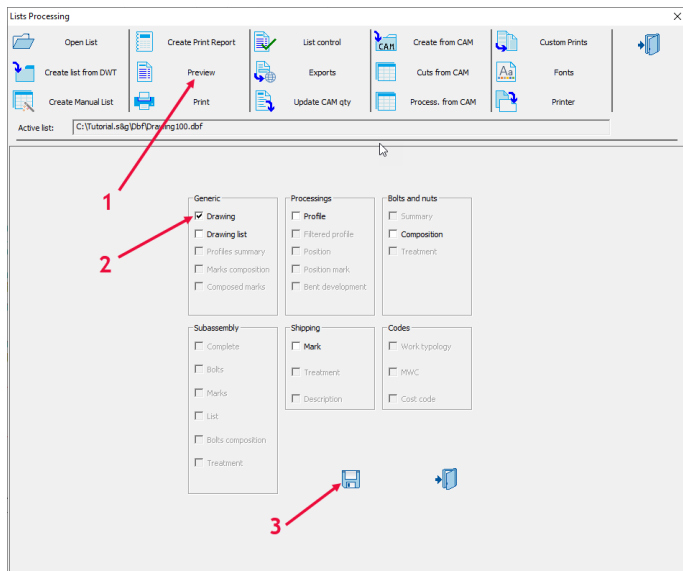 Lists Processing
Open List Create Print Report List control Create from CAM Custom Prints
Create list from DWT Preview Exports Cuts from CAM Fonts
Create Manual List Print Update CAM qty Process. from CAM Printer
CAM
Aa
Active list: C:\Tutorial.s&g\Dbf\Drawing100.dbf
1
2
Generic
Drawing
Drawing list
Profiles summary
Marks composition
Composed marks
Processings
Profile
Filtered profile
Position
Position mark
Bent development
Bolts and nuts
Summary
Composition
Treatment
Subassembly
Complete
Bolts
Marks
List
Bolts composition
Treatment
Shipping
Mark
Treatment
Description
Codes
Work typology
MWC
Cost code
3